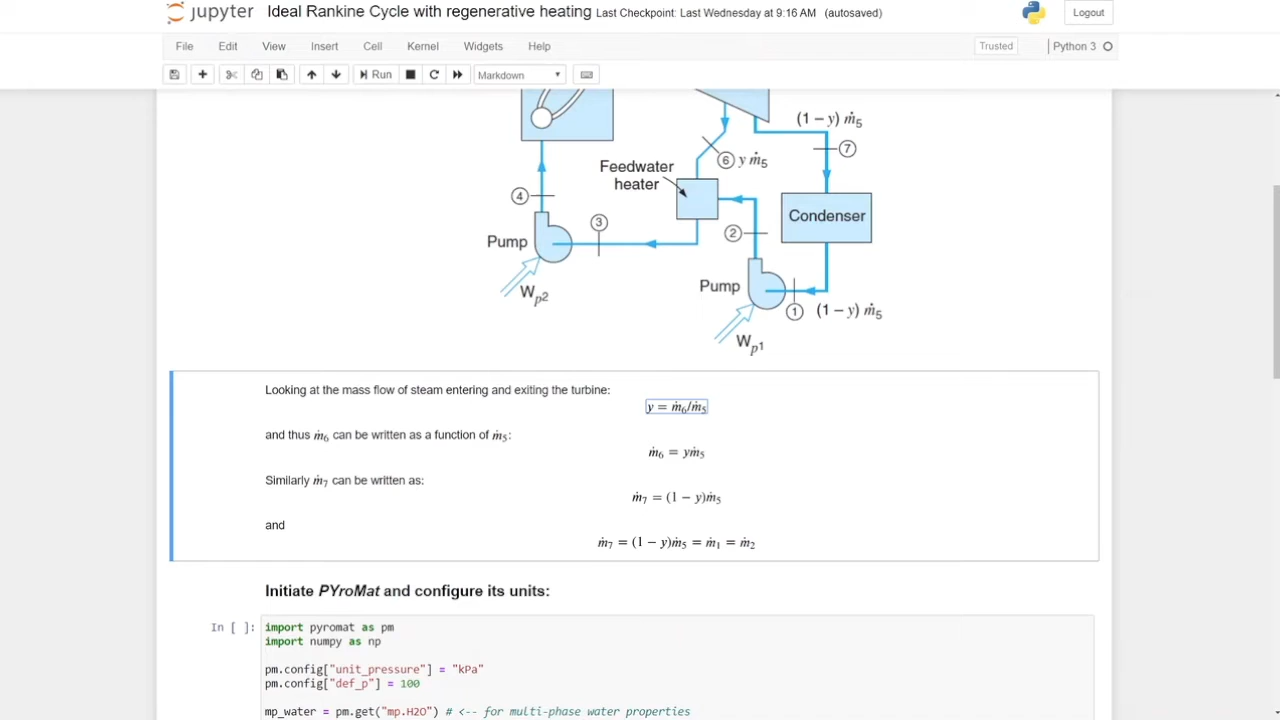 jupyter Ideal Rankine Cycle with regenerative heating Last Checkpoint: Last Wednesday at 9:16 AM (autosaved)
Logout
File Edit View Insert Cell Kernel Widgets Help
Trusted Python 3
Run Markdown
(1 − y) ṁ5
7
Feedwater
heater
6 y ṁ5
4
3
Condenser
2
Pump
Pump
Wp2
1 (1 − y) ṁ5
Wp1
Looking at the mass flow of steam entering and exiting the turbine:
y = ṁ6/ṁ5
and thus ṁ6 can be written as a function of ṁ5:
ṁ6 = yṁ5
Similarly ṁ7 can be written as:
ṁ7 = (1 − y)ṁ5
and
ṁ7 = (1 − y)ṁ5 = ṁ1 = ṁ2
Initiate PYroMat and configure its units:
In [ ]: import pyromat as pm
import numpy as np
pm.config["unit_pressure"] = "kPa"
pm.config["def_p"] = 100
mp_water = pm.get("mp.H2O") # <-- for multi-phase water properties